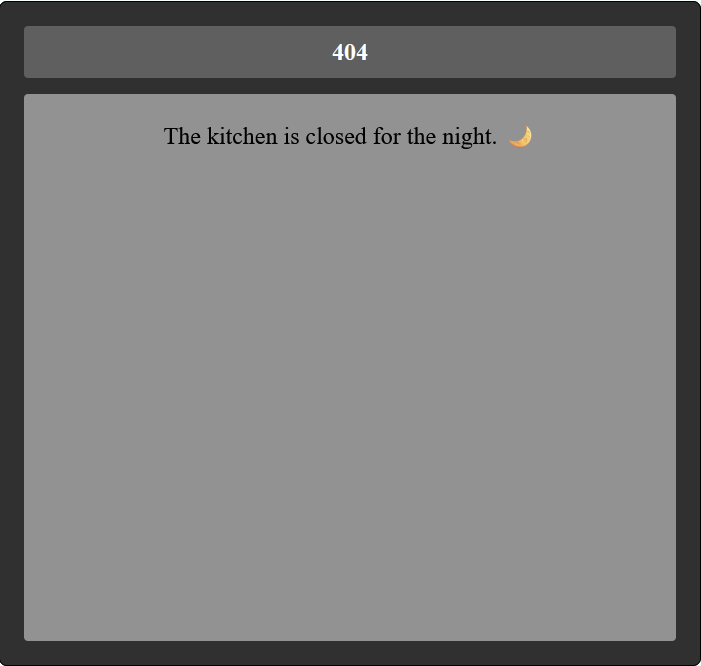 404
The kitchen is closed for the night. 🌙